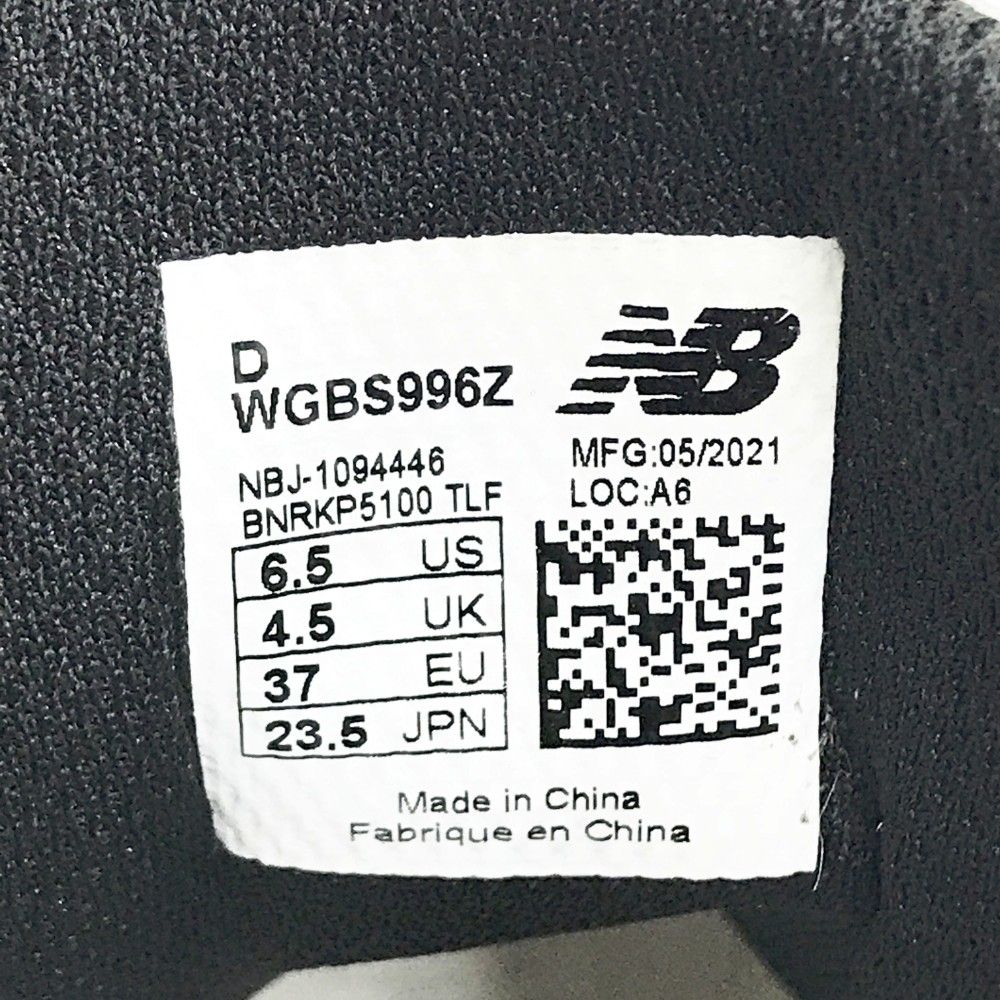 D
WGBS996Z
NB
NBJ-1094446
BNRKP5100 TLF
MFG:05/2021
LOC:A6
6.5 US
4.5 UK
37 EU
23.5 JPN
Made in China
Fabrique en China